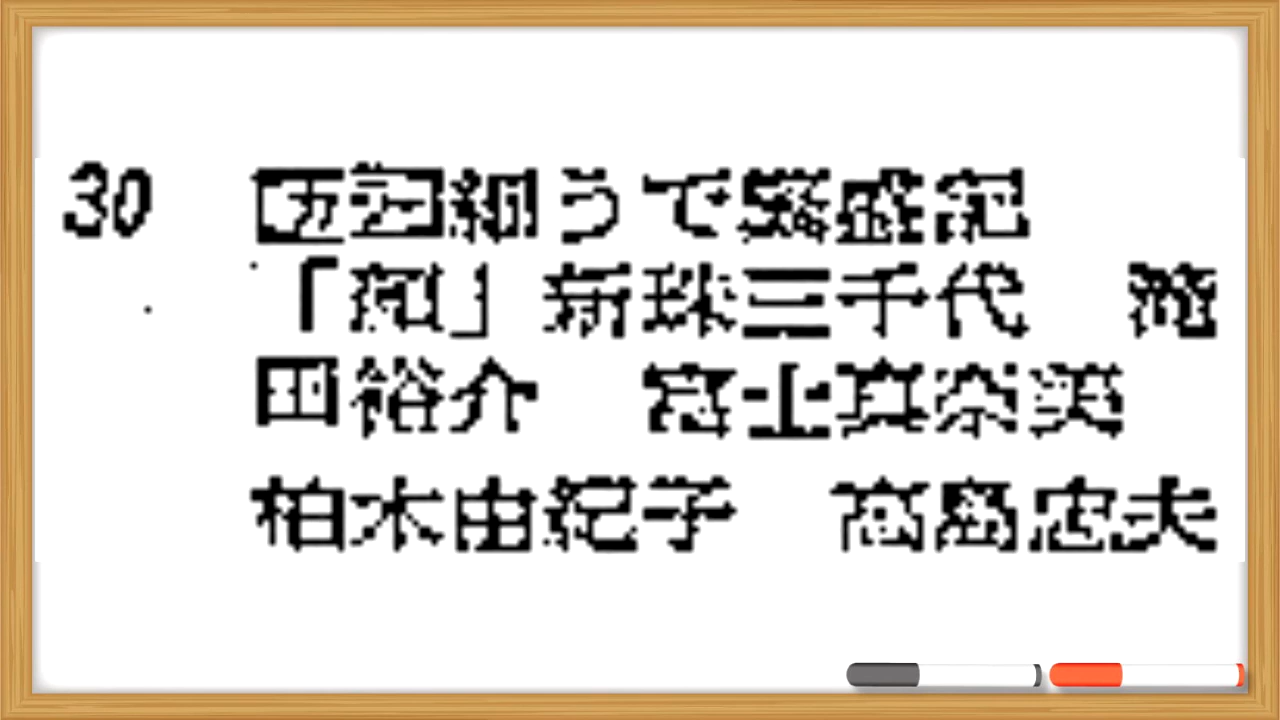 30 細うで繁盛記
「」新珠三千代 滝
田裕介 富士真奈美
柏木由紀子 高島忠夫